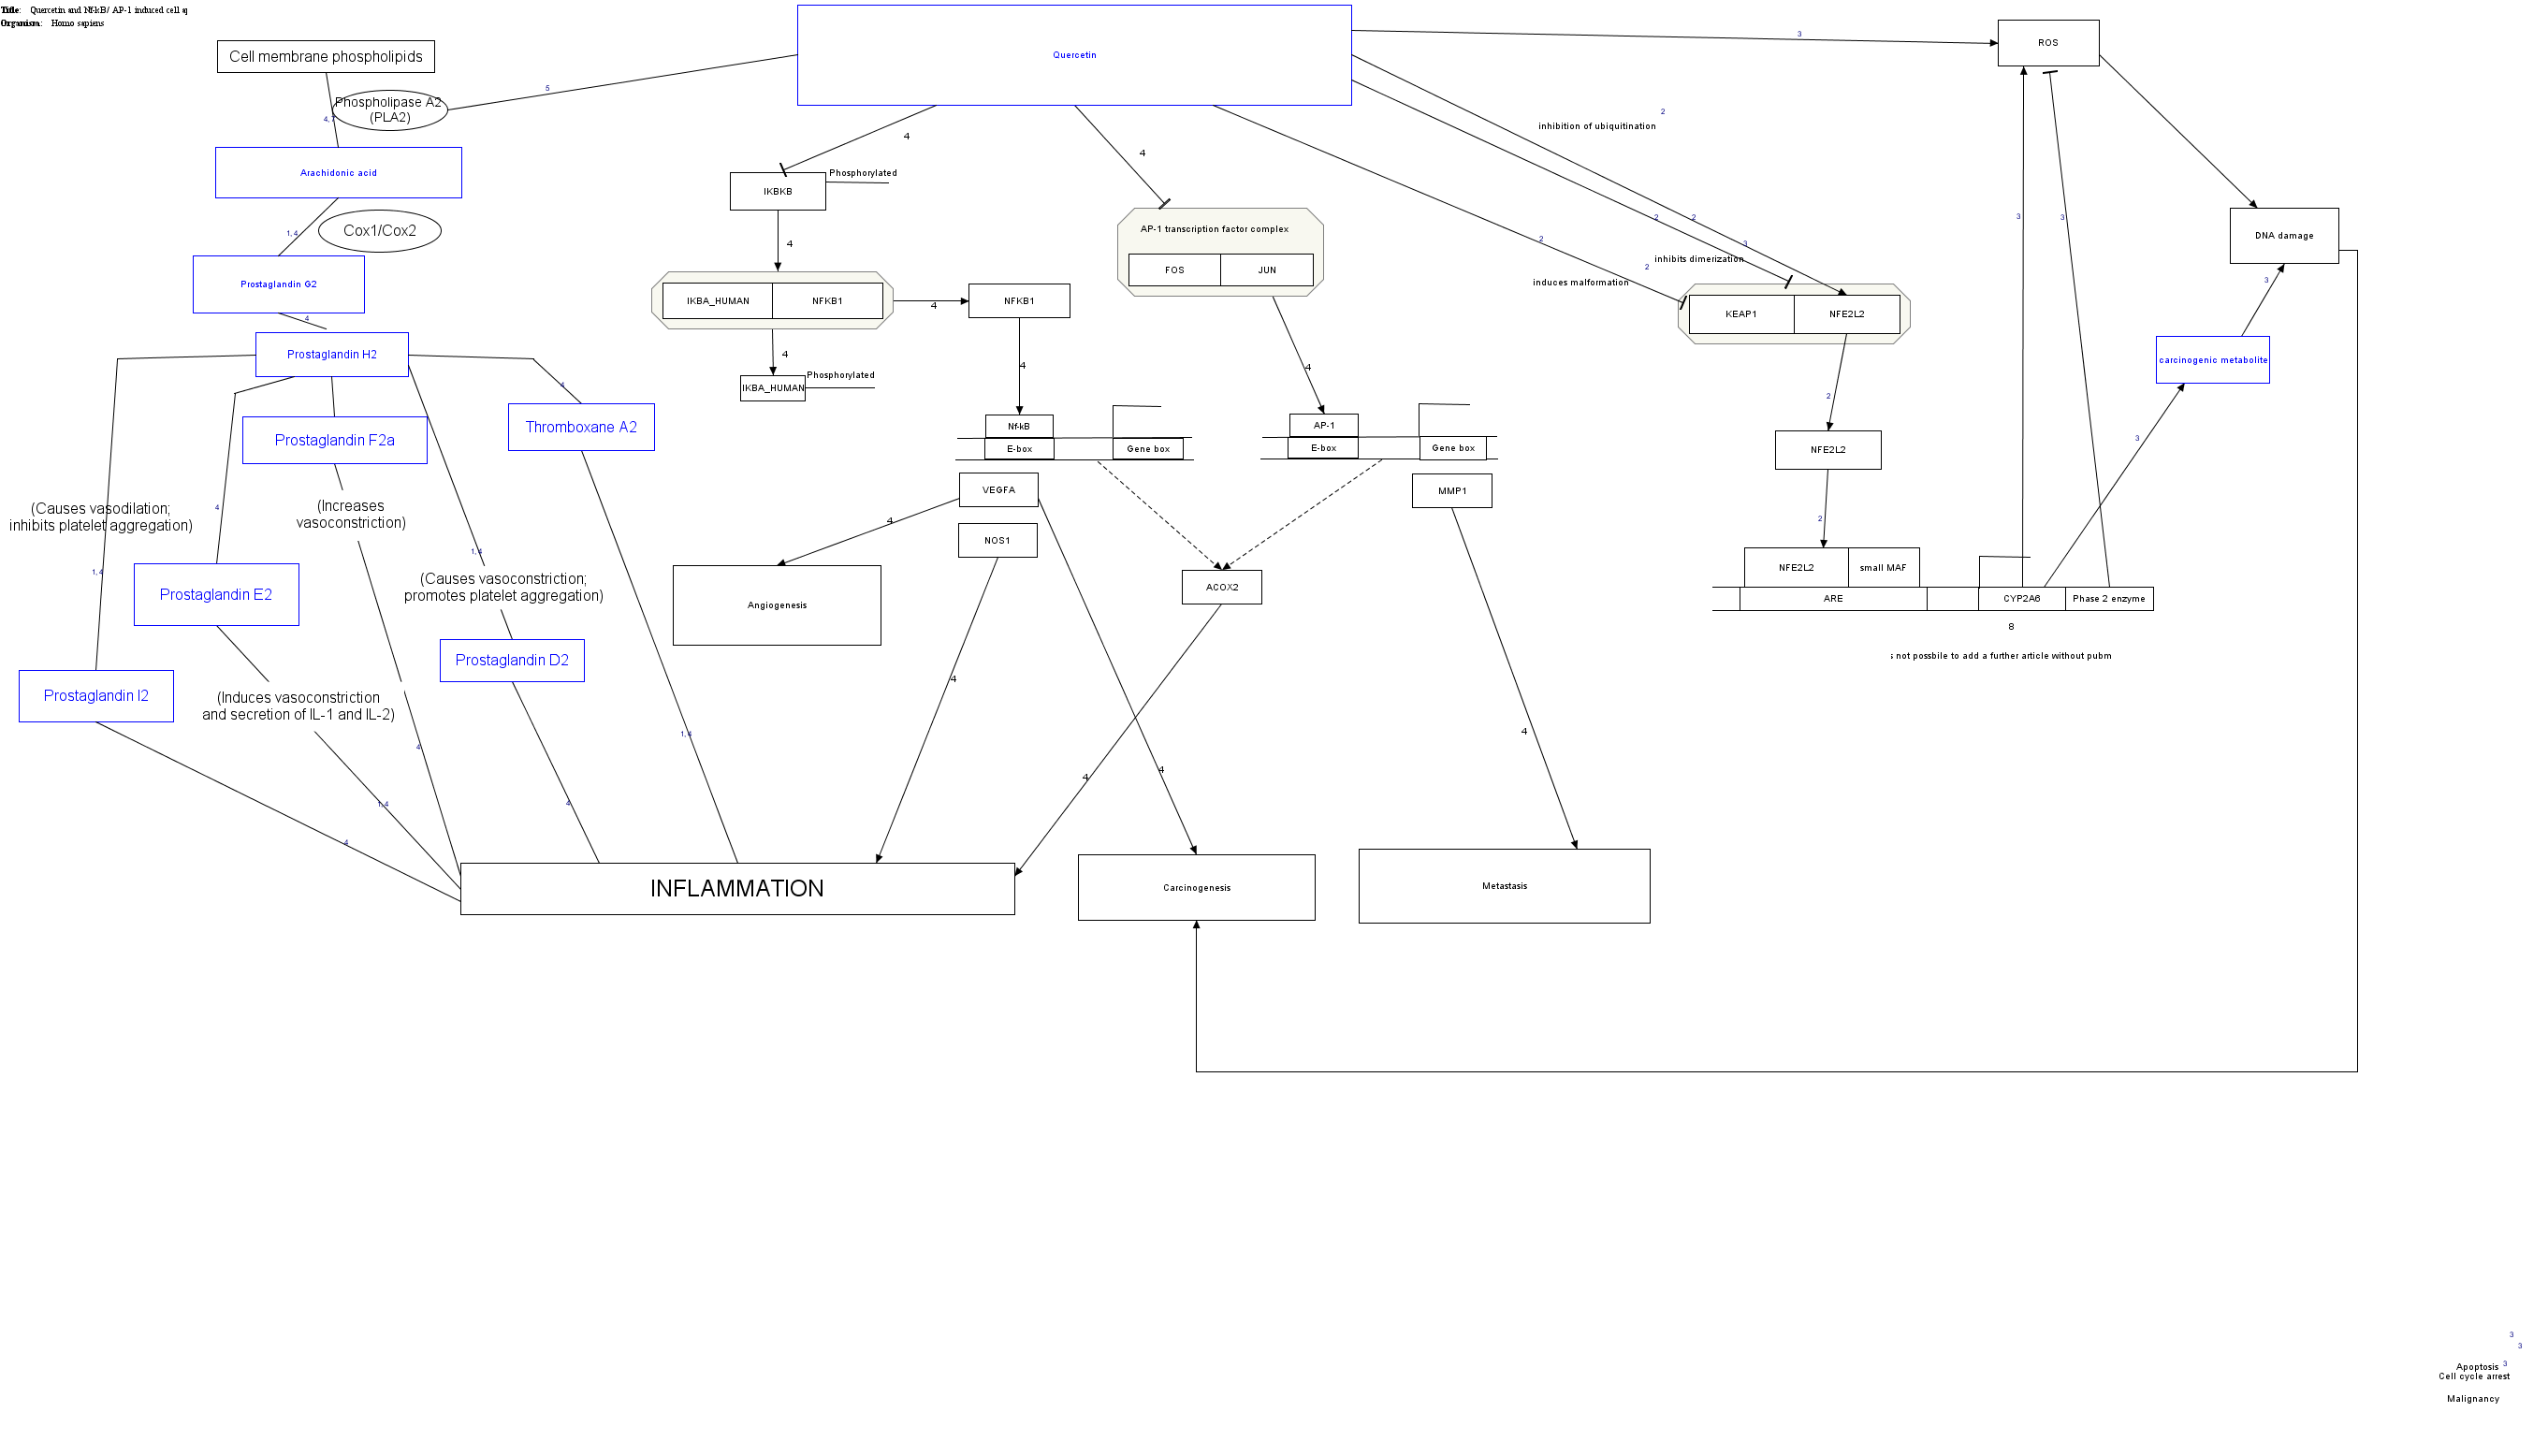 Title: Quercetin and Nf-kB/ AP-1 induced cell ap
Organism: Homo sapiens
Cell membrane phospholipids
Phospholipase A2
(PLA2)
4, 7
5
Arachidonic acid
Cox1/Cox2
1, 4
Prostaglandin G2
4
Prostaglandin H2
4
Prostaglandin F2a
Thromboxane A2
(Causes vasodilation;
inhibits platelet aggregation)
4
(Increases
vasoconstriction)
1, 4
1, 4
(Causes vasoconstriction;
promotes platelet aggregation)
Prostaglandin E2
Prostaglandin D2
Prostaglandin I2
(Induces vasoconstriction
and secretion of IL-1 and IL-2)
4
1, 4
1, 4
4
4
INFLAMMATION
Quercetin
4
4
IKBKB
Phosphorylated
4
IKBA_HUMAN
NFKB1
4
NFKB1
4
IKBA_HUMAN
Phosphorylated
4
AP-1 transcription factor complex
FOS
JUN
4
Nf-kB
E-box
Gene box
AP-1
E-box
Gene box
VEGFA
4
NOS1
MMP1
Angiogenesis
ACOX2
4
4
4
4
Carcinogenesis
Metastasis
3
ROS
2
inhibition of ubiquitination
2
2
3
2
2
inhibits dimerization
induces malformation
KEAP1
NFE2L2
2
NFE2L2
2
NFE2L2
small MAF
ARE
CYP2A6
Phase 2 enzyme
8
s not possbile to add a further article without pubm
3
3
DNA damage
3
carcinogenic metabolite
3
3
3
Apoptosis
3
Cell cycle arrest
Malignancy